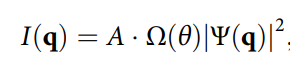 I(q) = A · Ω(θ)|Ψ(q)|²,